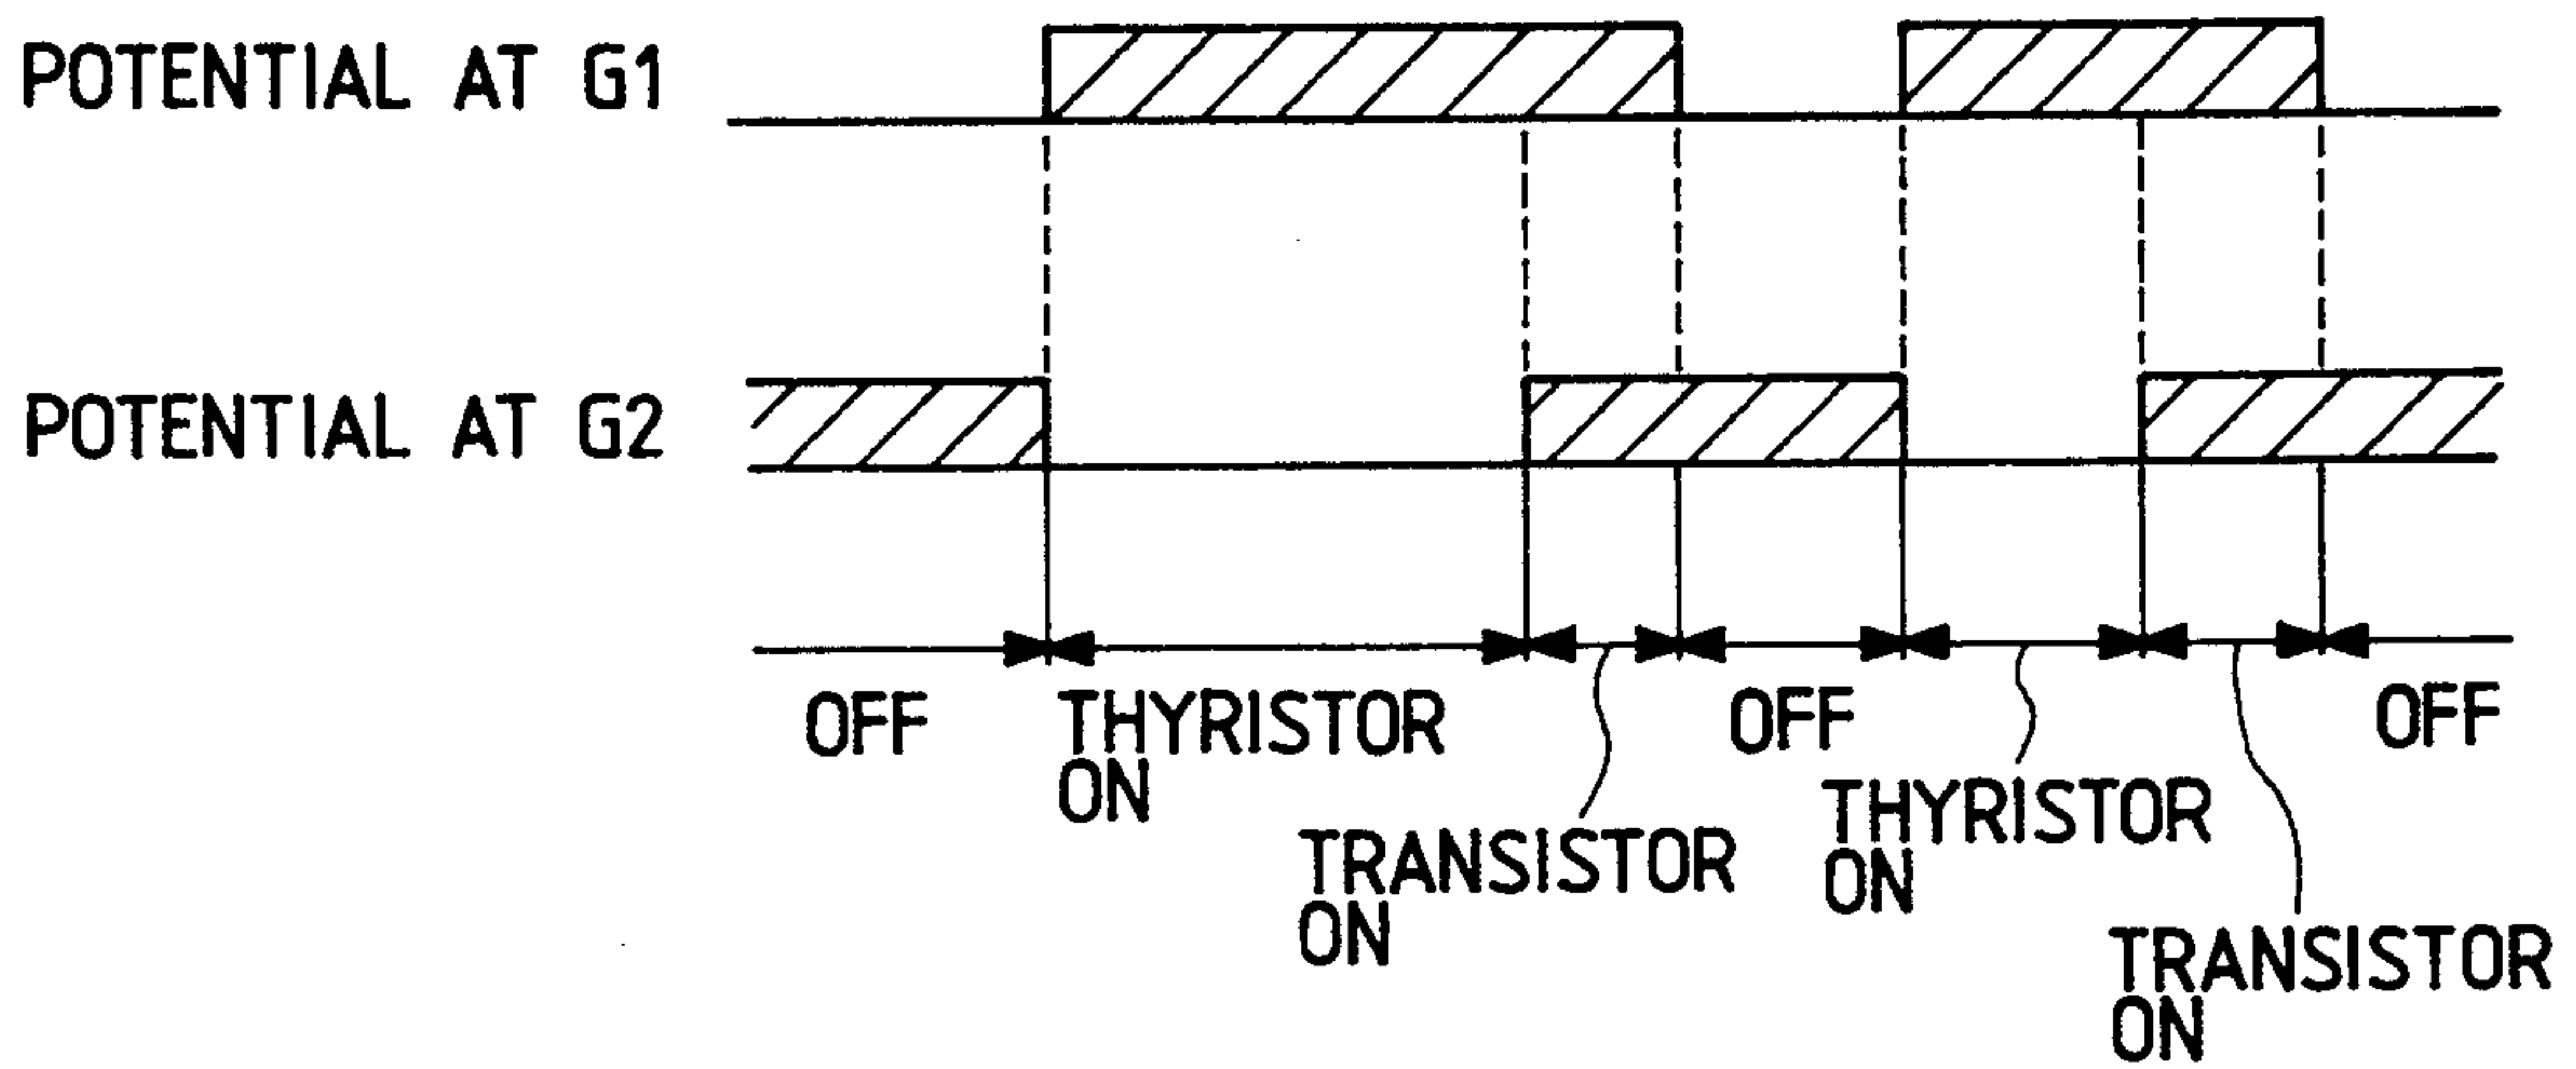 POTENTIAL AT G1
POTENTIAL AT G2
OFF
THYRISTOR
ON
TRANSISTOR
ON
OFF
THYRISTOR
ON
TRANSISTOR
ON
OFF